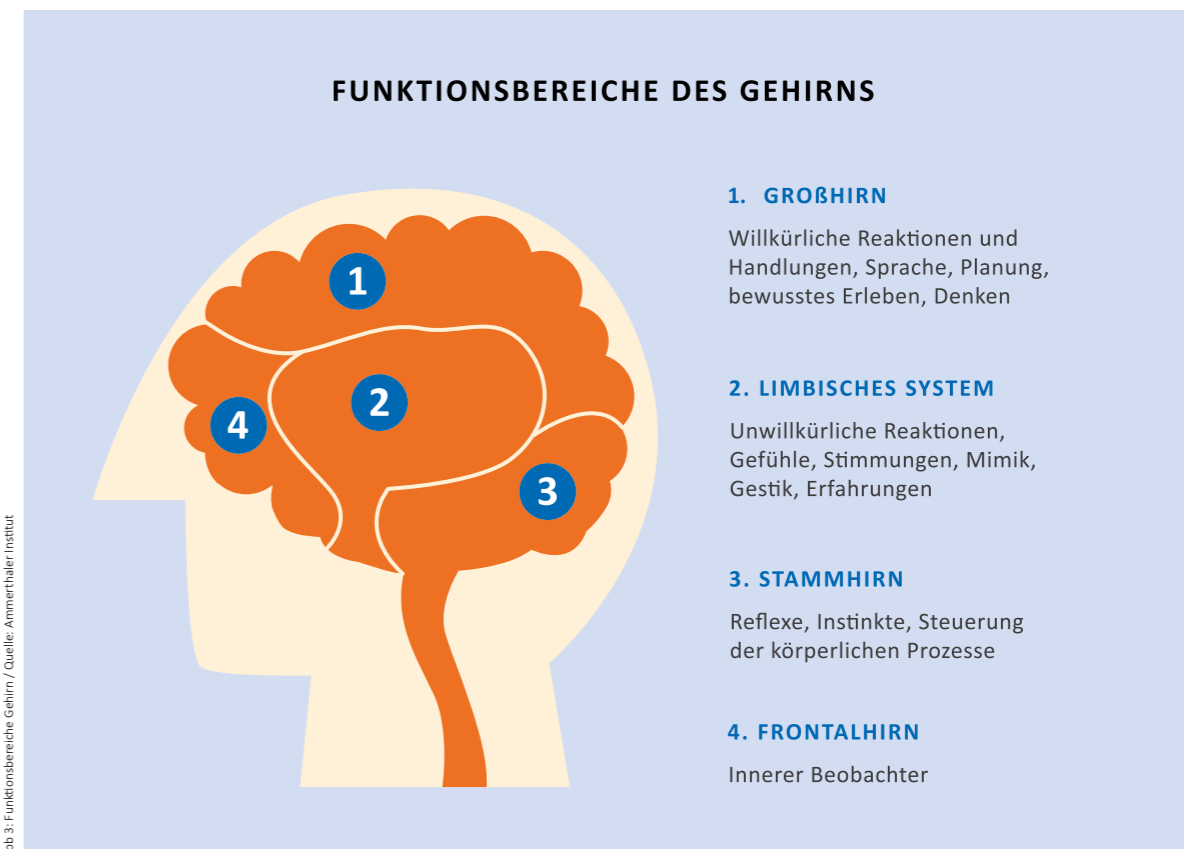 FUNKTIONSBEREICHE DES GEHIRNS
1
2
3
4
1. GROßHIRN
Willkürliche Reaktionen und
Handlungen, Sprache, Planung,
bewusstes Erleben, Denken
2. LIMBISCHES SYSTEM
Unwillkürliche Reaktionen,
Gefühle, Stimmungen, Mimik,
Gestik, Erfahrungen
3. STAMMHIRN
Reflexe, Instinkte, Steuerung
der körperlichen Prozesse
4. FRONTALHIRN
Innerer Beobachter
3: Funktionsbereiche Gehirn / Quelle: Ammerthaler Institut